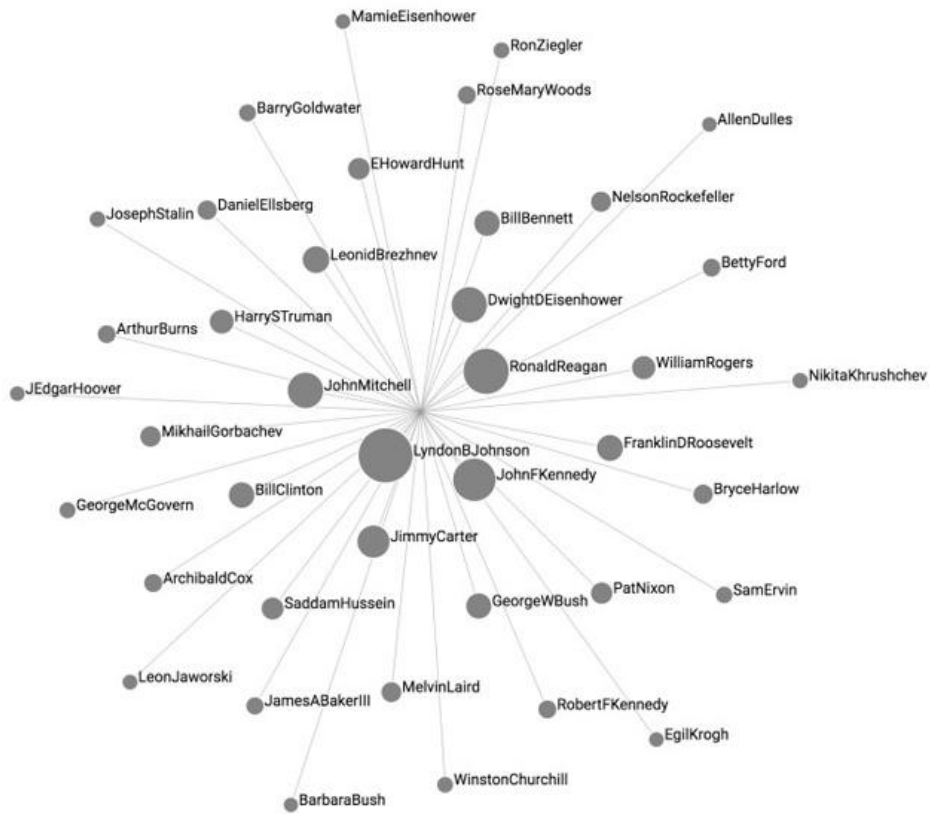 MamieEisenhower
RonZiegler
RoseMaryWoods
BarryGoldwater
AllenDulles
EHowardHunt
NelsonRockefeller
DanielEllsberg
JosephStalin
BillBennett
LeonidBrezhnev
BettyFord
DwightDEisenhower
HarrySTruman
ArthurBurns
WilliamRogers
RonaldReagan
NikitaKhrushchev
JohnMitchell
JEdgarHoover
MikhailGorbachev
FranklinDRoosevelt
LyndonBJohnson
JohnFKennedy
BillClinton
BryceHarlow
GeorgeMcGovern
JimmyCarter
ArchibaldCox
PatNixon
SamErvin
GeorgeWBush
SaddamHussein
LeonJaworski
MelvinLaird
JamesABakerIII
RobertFKennedy
EgilKrogh
WinstonChurchill
BarbaraBush